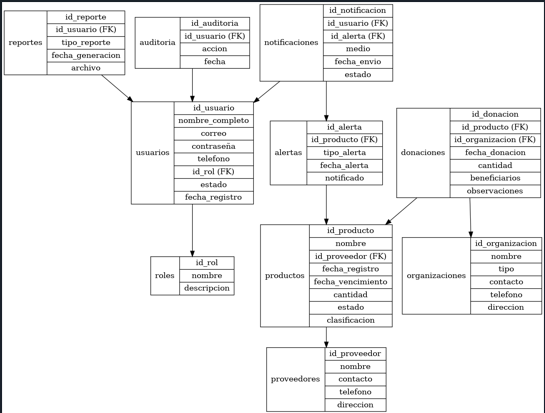 reportes
id_reporte
id_usuario (FK)
tipo_reporte
fecha_generacion
archivo
auditoria
id_auditoria
id_usuario (FK)
accion
fecha
notificaciones
id_notificacion
id_usuario (FK)
id_alerta (FK)
medio
fecha_envio
estado
usuarios
id_usuario
nombre_completo
correo
contraseña
telefono
id_rol (FK)
estado
fecha_registro
alertas
id_alerta
id_producto (FK)
tipo_alerta
fecha_alerta
notificado
donaciones
id_donacion
id_producto (FK)
id_organizacion (FK)
fecha_donacion
cantidad
beneficiarios
observaciones
roles
id_rol
nombre
descripcion
productos
id_producto
nombre
id_proveedor (FK)
fecha_registro
fecha_vencimiento
cantidad
estado
clasificacion
organizaciones
id_organizacion
nombre
tipo
contacto
telefono
direccion
proveedores
id_proveedor
nombre
contacto
telefono
direccion